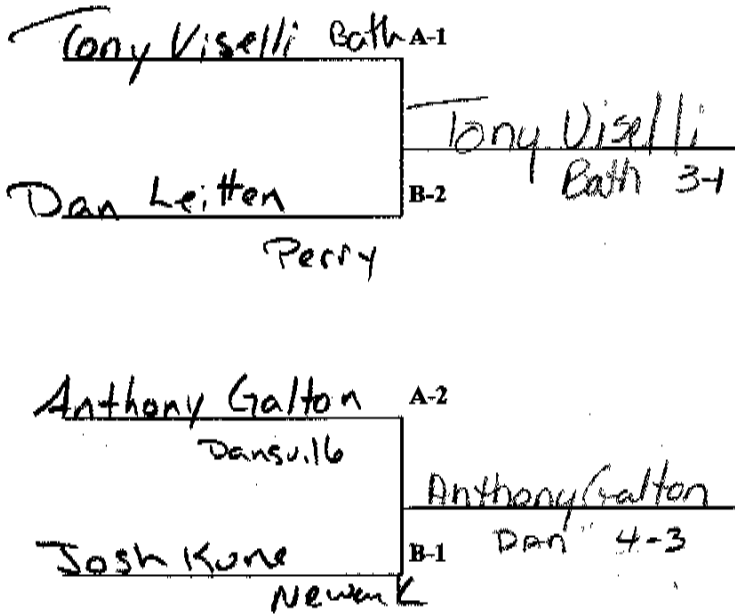 Tony Viselli Bath A-1
Tony Viselli
Bath 3-1
Dan Leitten B-2
Perry
Anthony Galton A-2
Dansville
Anthony Galton
Dan 4-3
Josh Kune B-1
Newark